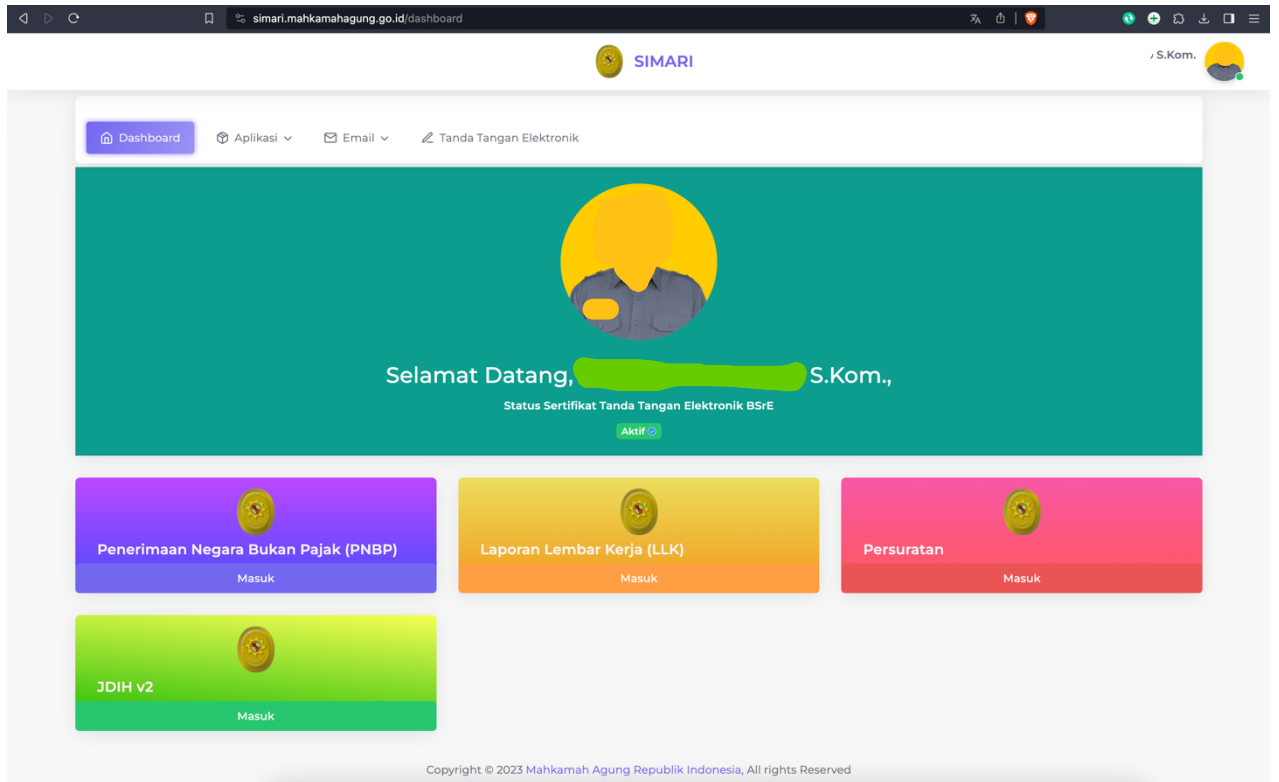 simari.mahkamahagung.go.id/dashboard
SIMARI
, S.Kom.
Dashboard
Aplikasi
Email
Tanda Tangan Elektronik
Selamat Datang, S.Kom.,
Status Sertifikat Tanda Tangan Elektronik BSrE
Aktif
Penerimaan Negara Bukan Pajak (PNBP)
Masuk
Laporan Lembar Kerja (LLK)
Masuk
Persuratan
Masuk
JDIH v2
Masuk
Copyright © 2023 Mahkamah Agung Republik Indonesia, All rights Reserved